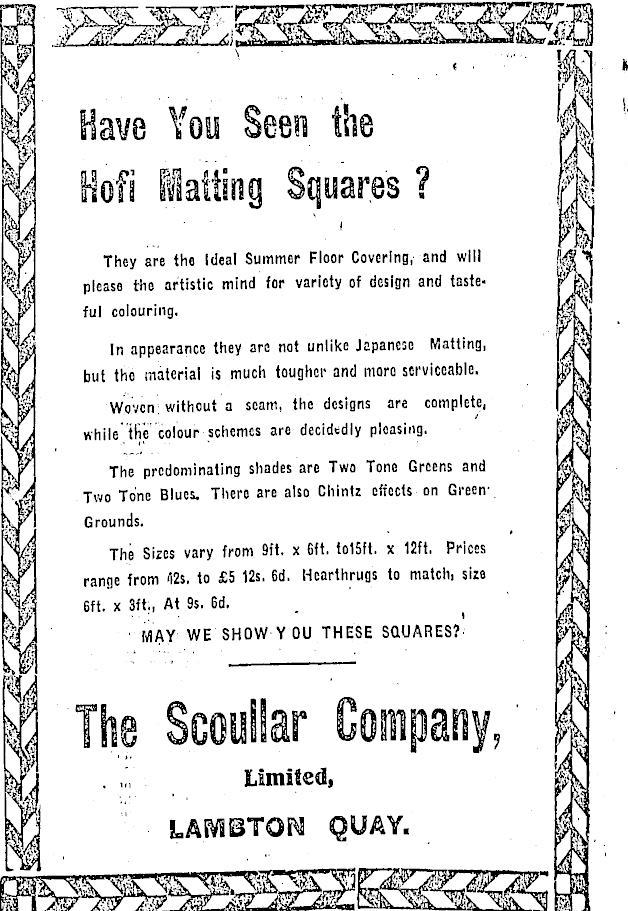 Have You Seen the
Hofi Matting Squares ?
They are the Ideal Summer Floor Covering, and will
please the artistic mind for variety of design and taste-
ful colouring.
In appearance they are not unlike Japanese Matting,
but the material is much tougher and more serviceable.
Woven without a seam, the designs are complete,
while the colour schemes are decidedly pleasing.
The predominating shades are Two Tone Greens and
Two Tone Blues. There are also Chintz effects on Green
Grounds.
The Sizes vary from 9ft. x 6ft. to15ft. x 12ft. Prices
range from 42s. to £5 12s. 6d. Hearthrugs to match, size
6ft. x 3ft., At 9s. 6d.
MAY WE SHOW YOU THESE SQUARES?
The Scoullar Company,
Limited,
LAMBTON QUAY.